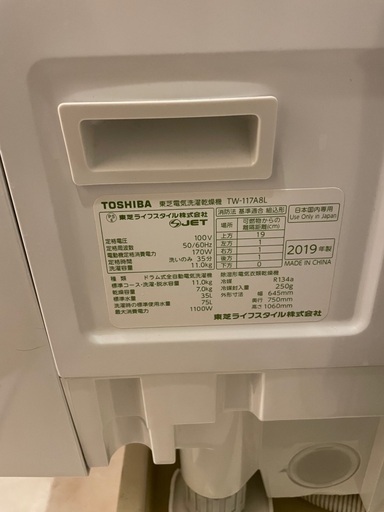 TOSHIBA 東芝電気洗濯乾燥機 TW-117A8L
東芝ライフスタイル株式会社
JET
定格電圧 100V
定格周波数 50/60Hz
電動機定格消費電力 170W
定格時間 洗いのみ 35分
洗濯容量 11.0kg
消防法 基準適合 組込形
可燃物からの離隔距離(cm)
上方 19
左方 1
右方 1
前方 0
後方 1
下方 0
日本国内専用
Use Only in Japan
2019年製
MADE IN CHINA
種類 ドラム式全自動電気洗濯機
標準コース・洗濯・脱水容量 11.0kg
乾燥容量 7.0kg
標準水量 35L
洗濯時の標準使用水量 75L
最大消費電力 1100W
除湿形電気衣類乾燥機
冷媒 R134a
冷媒封入量 250g
外形寸法 幅 645mm
奥行 750mm
高さ 1060mm
東芝ライフスタイル株式会社